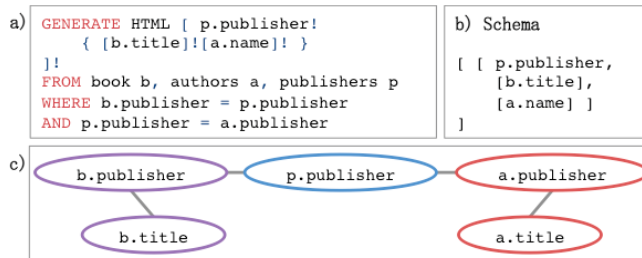 a)
GENERATE HTML [ p.publisher!
{ [b.title]![a.name]! }
]!
FROM book b, authors a, publishers p
WHERE b.publisher = p.publisher
AND p.publisher = a.publisher
b) Schema
[ [ p.publisher,
[b.title],
[a.name] ]
]
c)
b.publisher p.publisher a.publisher
b.title a.title